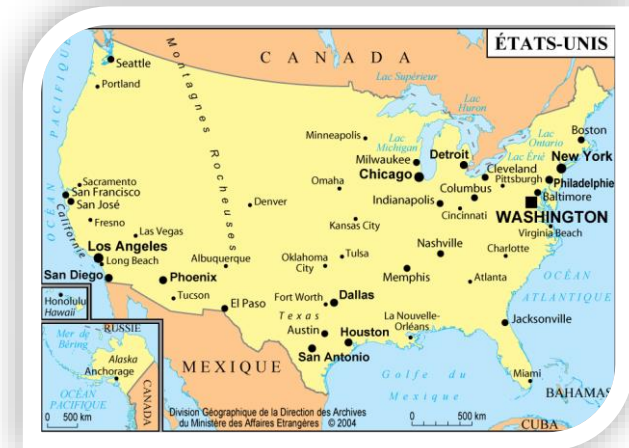 ÉTATS-UNIS
CANADA
Seattle
Portland
Montagnes Rocheuses
OCÉAN PACIFIQUE
Lac Supérieur
Lac Huron
Lac Michigan
Lac Ontario
Lac Érié
Minneapolis
Milwaukee
Chicago
Detroit
Cleveland
Pittsburgh
Boston
New York
Philadelphie
Baltimore
WASHINGTON
Virginia Beach
Sacramento
San Francisco
San José
Californie
Fresno
Las Vegas
Los Angeles
Long Beach
San Diego
Phoenix
Tucson
Albuquerque
El Paso
Denver
Omaha
Kansas City
Indianapolis
Columbus
Cincinnati
Nashville
Charlotte
Memphis
Atlanta
Oklahoma
City
Tulsa
Fort Worth
Dallas
Texas
Austin
Houston
San Antonio
La Nouvelle-
Orléans
Jacksonville
Miami
OCÉAN
ATLANTIQUE
BAHAMAS
CUBA
Golfe du
Mexique
MEXIQUE
Honolulu
Hawaii
Mer de
Béring
RUSSIE
Alaska
Anchorage
CANADA
OCÉAN
PACIFIQUE
0 500 km
Division Géographique de la Direction des Archives
du Ministère des Affaires Etrangères © 2004
0 500 km